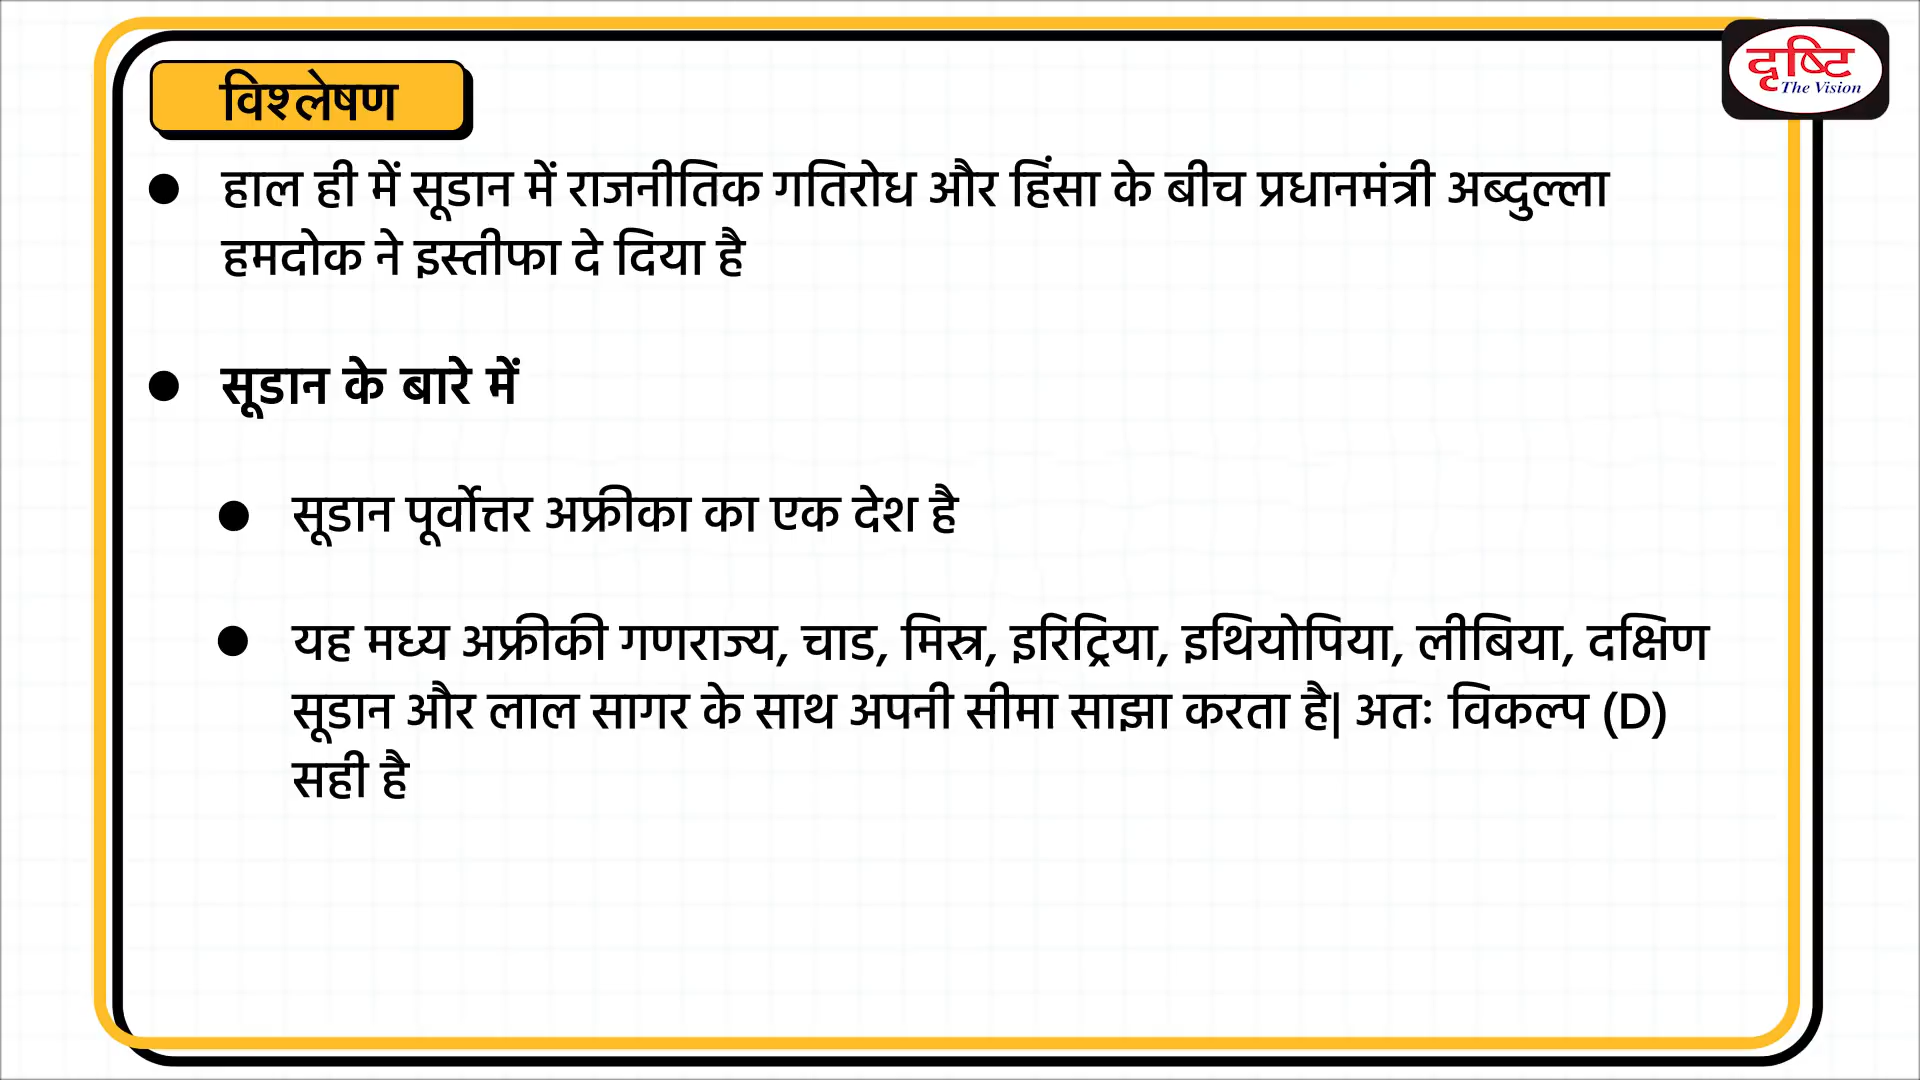 विश्लेषण
दृष्टि
The Vision
● हाल ही में सूडान में राजनीतिक गतिरोध और हिंसा के बीच प्रधानमंत्री अब्दुल्ला
हमदोक ने इस्तीफा दे दिया है
● सूडान के बारे में
● सूडान पूर्वोत्तर अफ्रीका का एक देश है
● यह मध्य अफ्रीकी गणराज्य, चाड, मिस्र, इरिट्रिया, इथियोपिया, लीबिया, दक्षिण
सूडान और लाल सागर के साथ अपनी सीमा साझा करता है| अतः विकल्प (D)
सही है